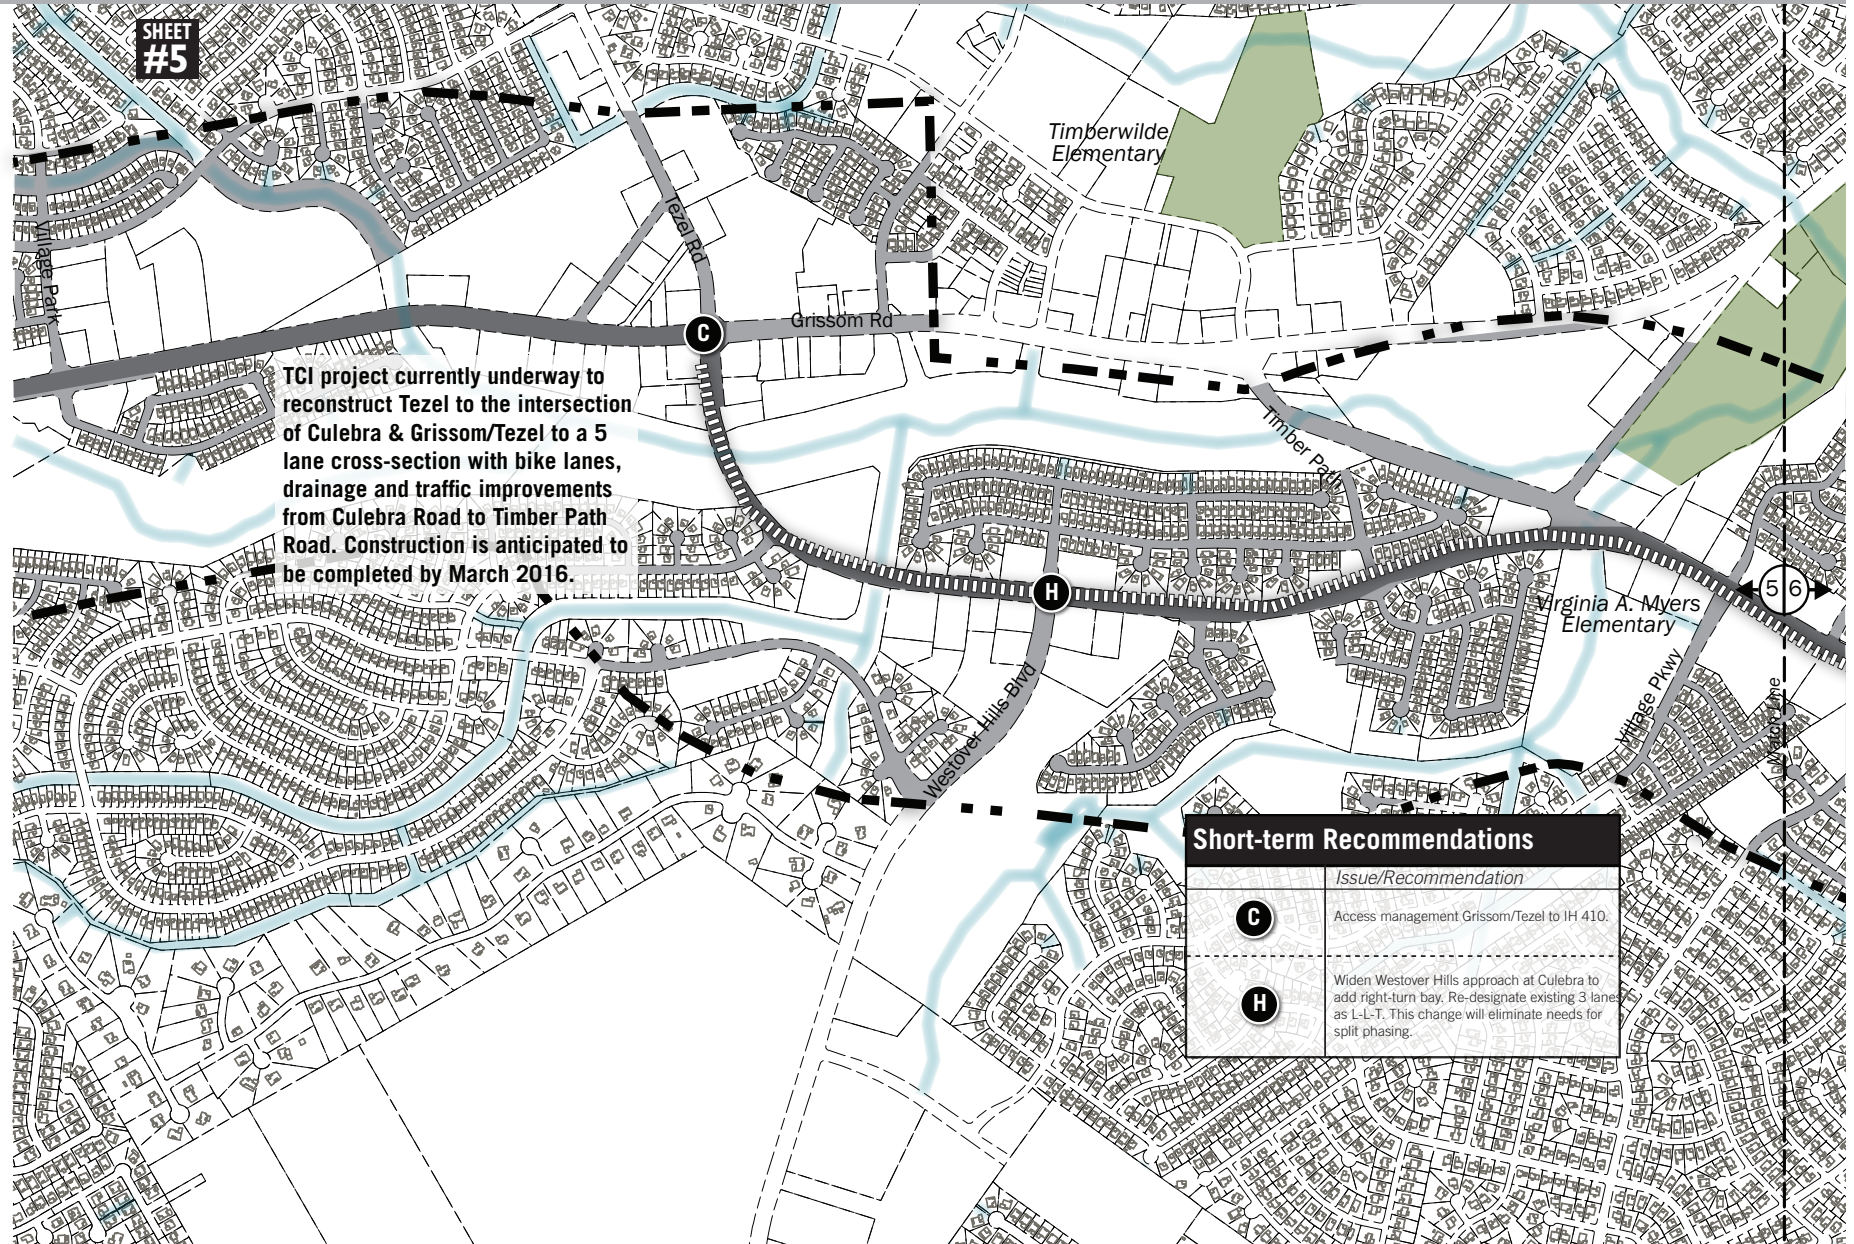 SHEET
#5
Timberwilde
Elementary
Tezel Rd
Village Park
C
Grissom Rd
TCI project currently underway to
reconstruct Tezel to the intersection
of Culebra & Grissom/Tezel to a 5
lane cross-section with bike lanes,
drainage and traffic improvements
from Culebra Road to Timber Path
Road. Construction is anticipated to
be completed by March 2016.
Timber Path
H
5 6
Virginia A. Myers
Elementary
Westover Hills Blvd
Village Pkwy
Match Line
Short-term Recommendations
Issue/Recommendation
C
Access management Grissom/Tezel to IH 410.
H
Widen Westover Hills approach at Culebra to
add right-turn bay. Re-designate existing 3 lanes
as L-L-T. This change will eliminate needs for
split phasing.